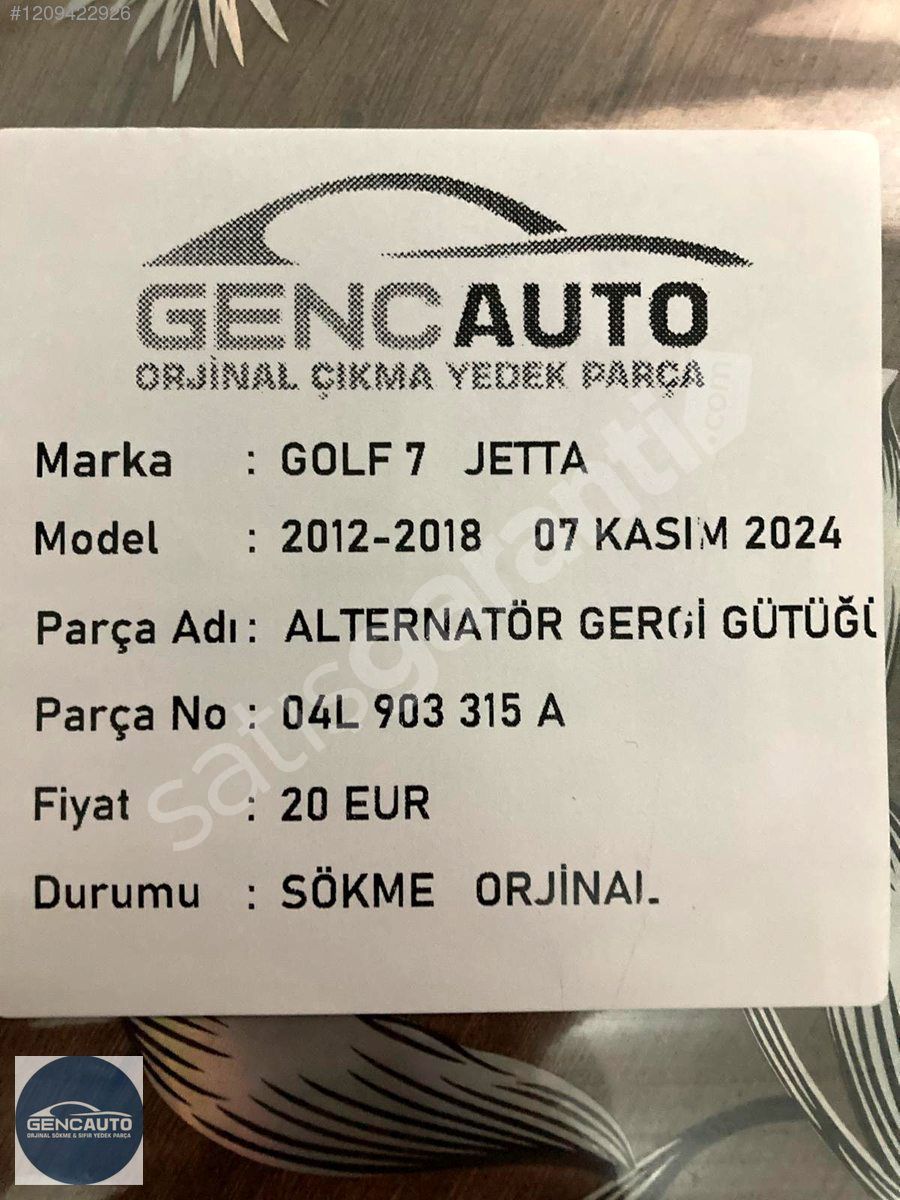 #1209422926
GENCAUTO
ORJİNAL ÇIKMA YEDEK PARÇA
Marka : GOLF 7 JETTA
Model : 2012-2018 07 KASIM 2024
Parça Adı : ALTERNATÖR GERGİ GÜTÜĞÜ
Parça No : 04L 903 315 A
Fiyat : 20 EUR
Durumu : SÖKME ORJİNAL
satisgaranti.com
GENCAUTO
ORJİNAL SÖKME & SIFIR YEDEK PARÇA